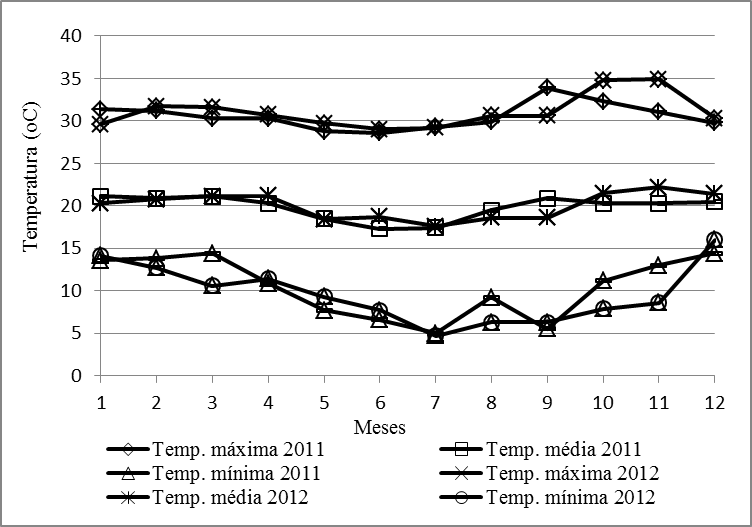 40
35
30
25
20
15
10
5
0
Temperatura (oC)
1 2 3 4 5 6 7 8 9 10 11 12
Meses
Temp. máxima 2011 Temp. média 2011
Temp. mínima 2011 Temp. máxima 2012
Temp. média 2012 Temp. mínima 2012